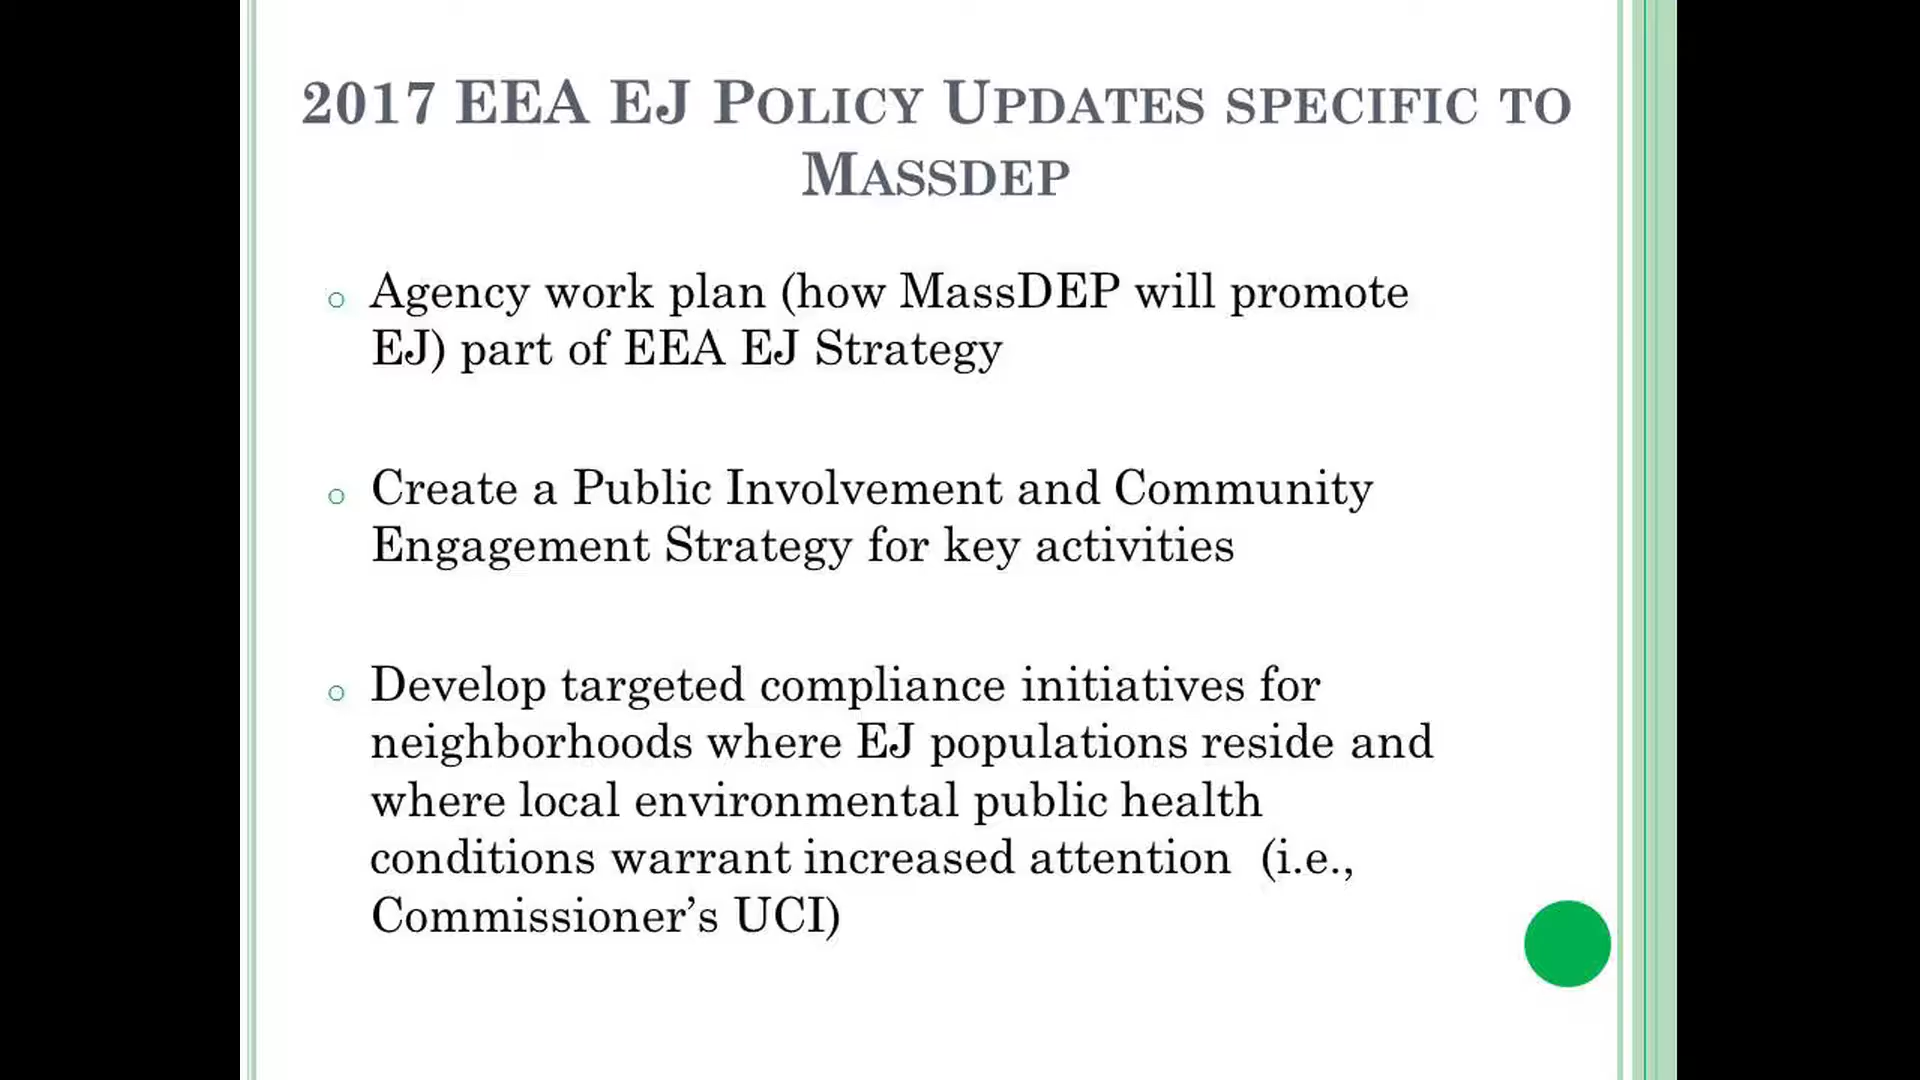 2017 EEA EJ Policy Updates specific to
Massdep
Agency work plan (how MassDEP will promote
EJ) part of EEA EJ Strategy
Create a Public Involvement and Community
Engagement Strategy for key activities
Develop targeted compliance initiatives for
neighborhoods where EJ populations reside and
where local environmental public health
conditions warrant increased attention  (i.e.,
Commissioner’s UCI)